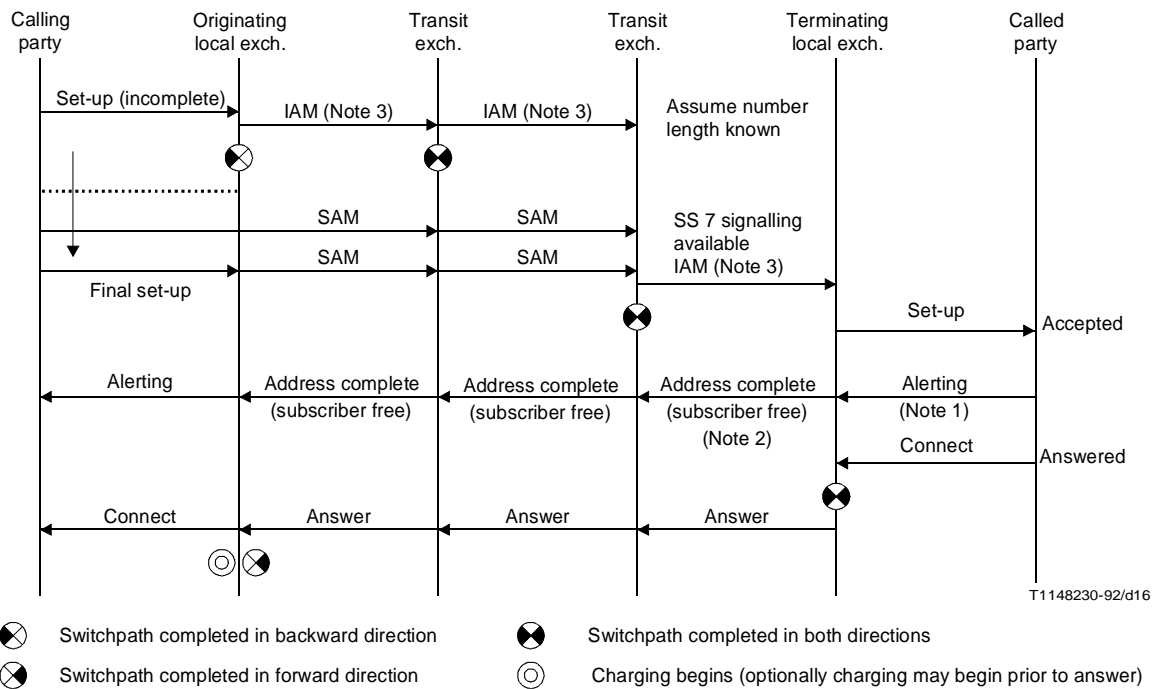 Calling party
Originating local exch.
Transit exch.
Transit exch.
Terminating local exch.
Called party
Set-up (incomplete)
IAM (Note 3)
IAM (Note 3)
Assume number
length known
SAM
SAM
SS 7 signalling
available
IAM (Note 3)
SAM
SAM
Final set-up
Set-up
Accepted
Alerting
Address complete
(subscriber free)
Address complete
(subscriber free)
Address complete
(subscriber free)
(Note 2)
Alerting
(Note 1)
Connect
Answered
Connect
Answer
Answer
Answer
T1148230-92/d16
Switchpath completed in backward direction
Switchpath completed in both directions
Switchpath completed in forward direction
Charging begins (optionally charging may begin prior to answer)